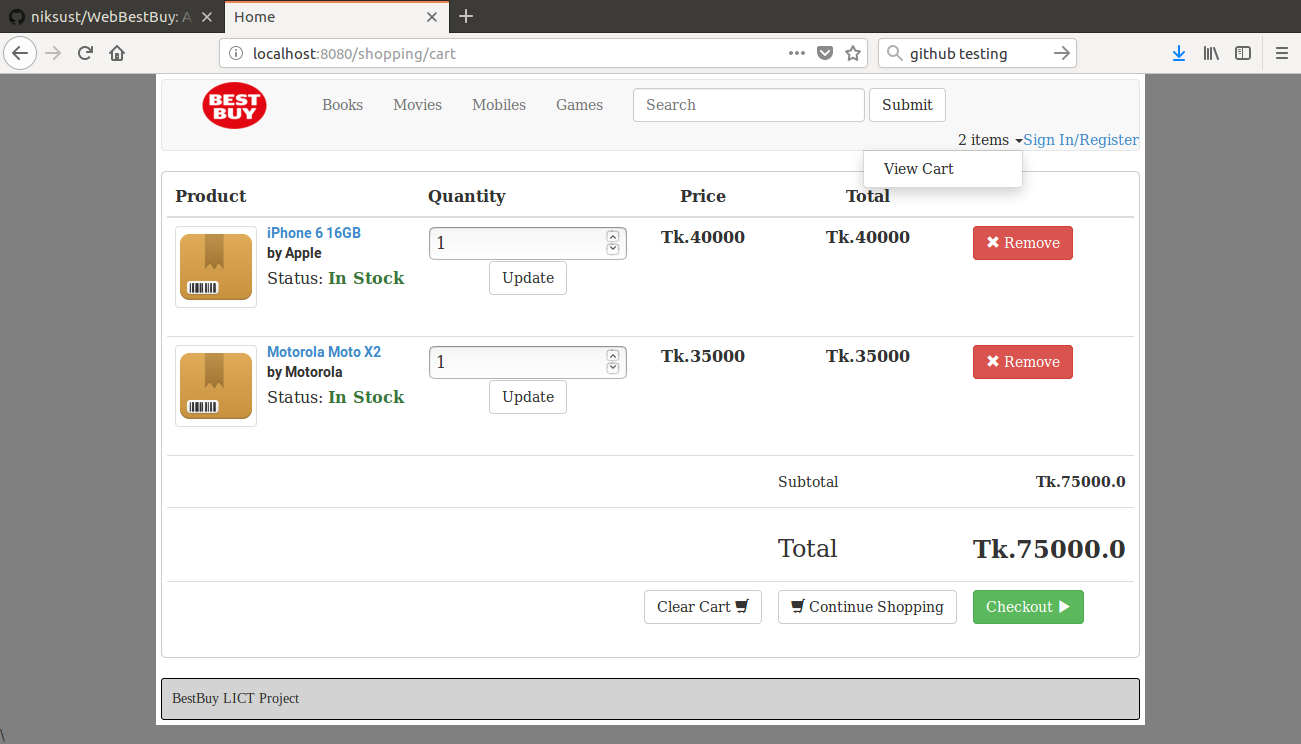 niksust/WebBestBuy: A
Home
localhost:8080/shopping/cart
github testing
BEST BUY
Books Movies Mobiles Games Search Submit
2 items Sign In/Register
View Cart
Product Quantity Price Total
iPhone 6 16GB
by Apple
Status: In Stock
1
Update
Tk.40000 Tk.40000 Remove
Motorola Moto X2
by Motorola
Status: In Stock
1
Update
Tk.35000 Tk.35000 Remove
Subtotal Tk.75000.0
Total Tk.75000.0
Clear Cart Continue Shopping Checkout
BestBuy LICT Project
\